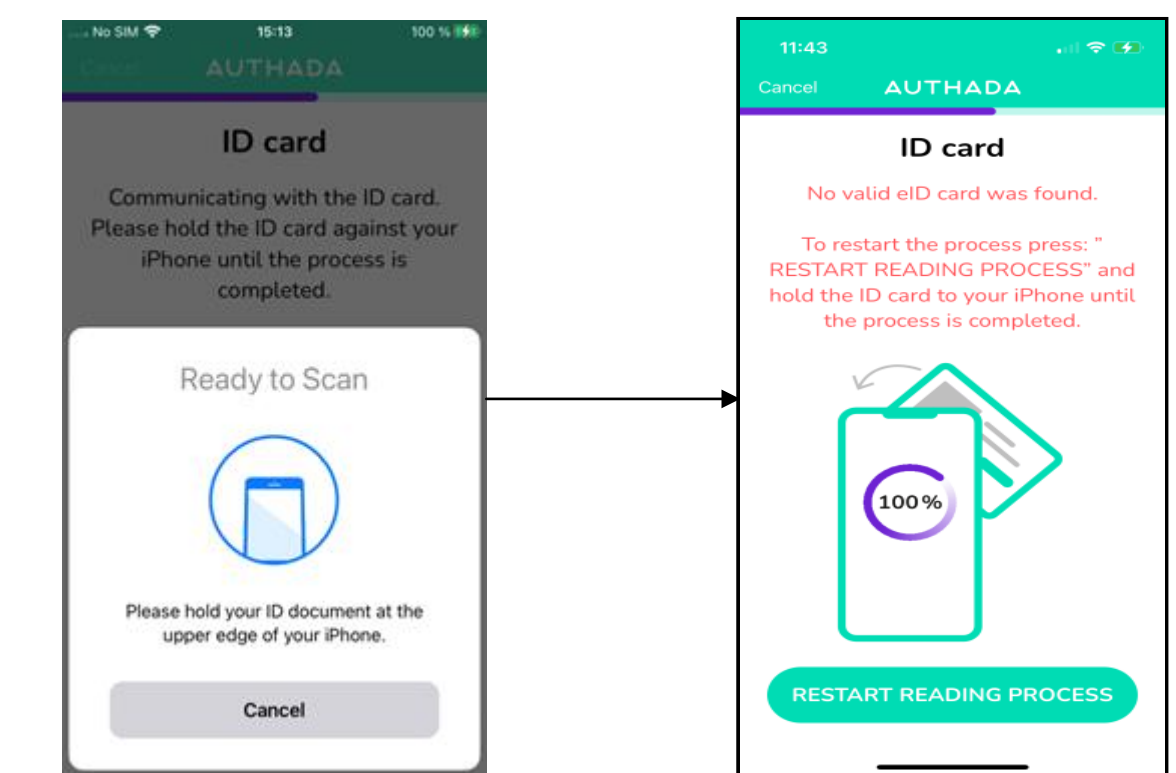 No SIM 15:13 100 %
Cancel AUTHADA
ID card
Communicating with the ID card.
Please hold the ID card against your
iPhone until the process is
completed.
Ready to Scan
Please hold your ID document at the
upper edge of your iPhone.
Cancel
11:43
Cancel AUTHADA
ID card
No valid eID card was found.
To restart the process press: "
RESTART READING PROCESS" and
hold the ID card to your iPhone until
the process is completed.
100 %
RESTART READING PROCESS